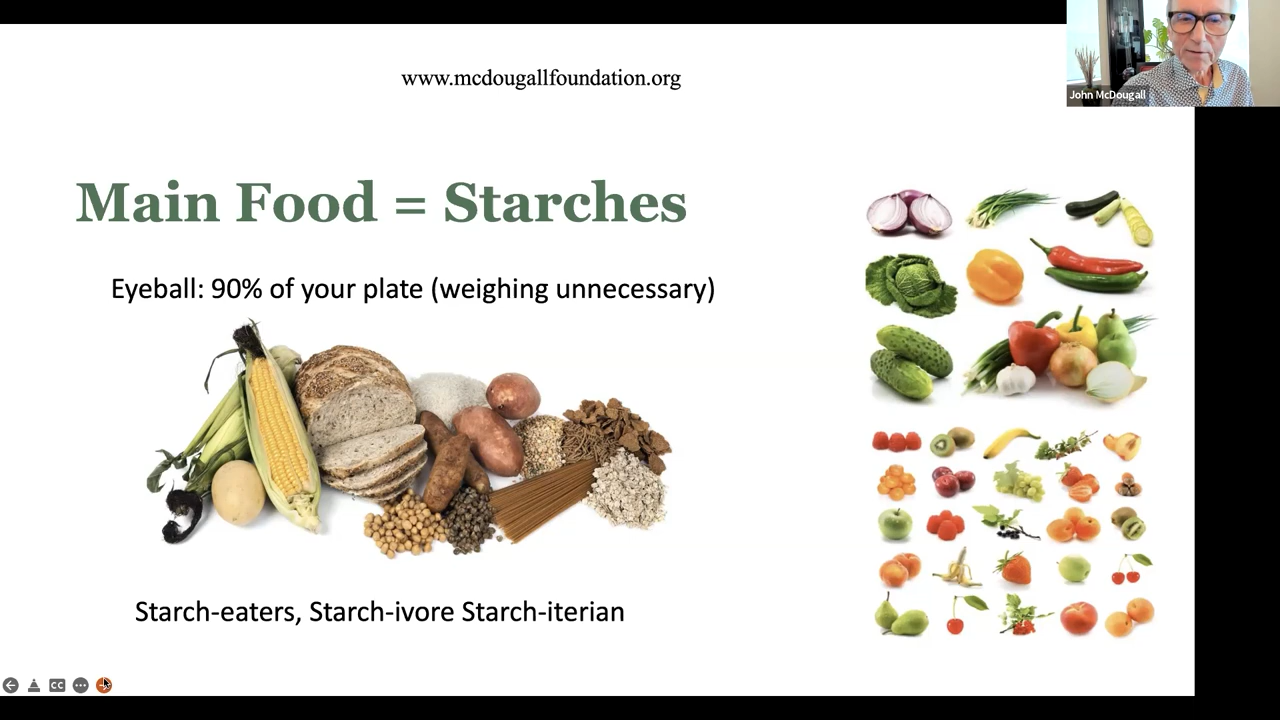 www.mcdougallfoundation.org
John McDougall
Main Food = Starches
Eyeball: 90% of your plate (weighing unnecessary)
Starch-eaters, Starch-ivore Starch-iterian
CC